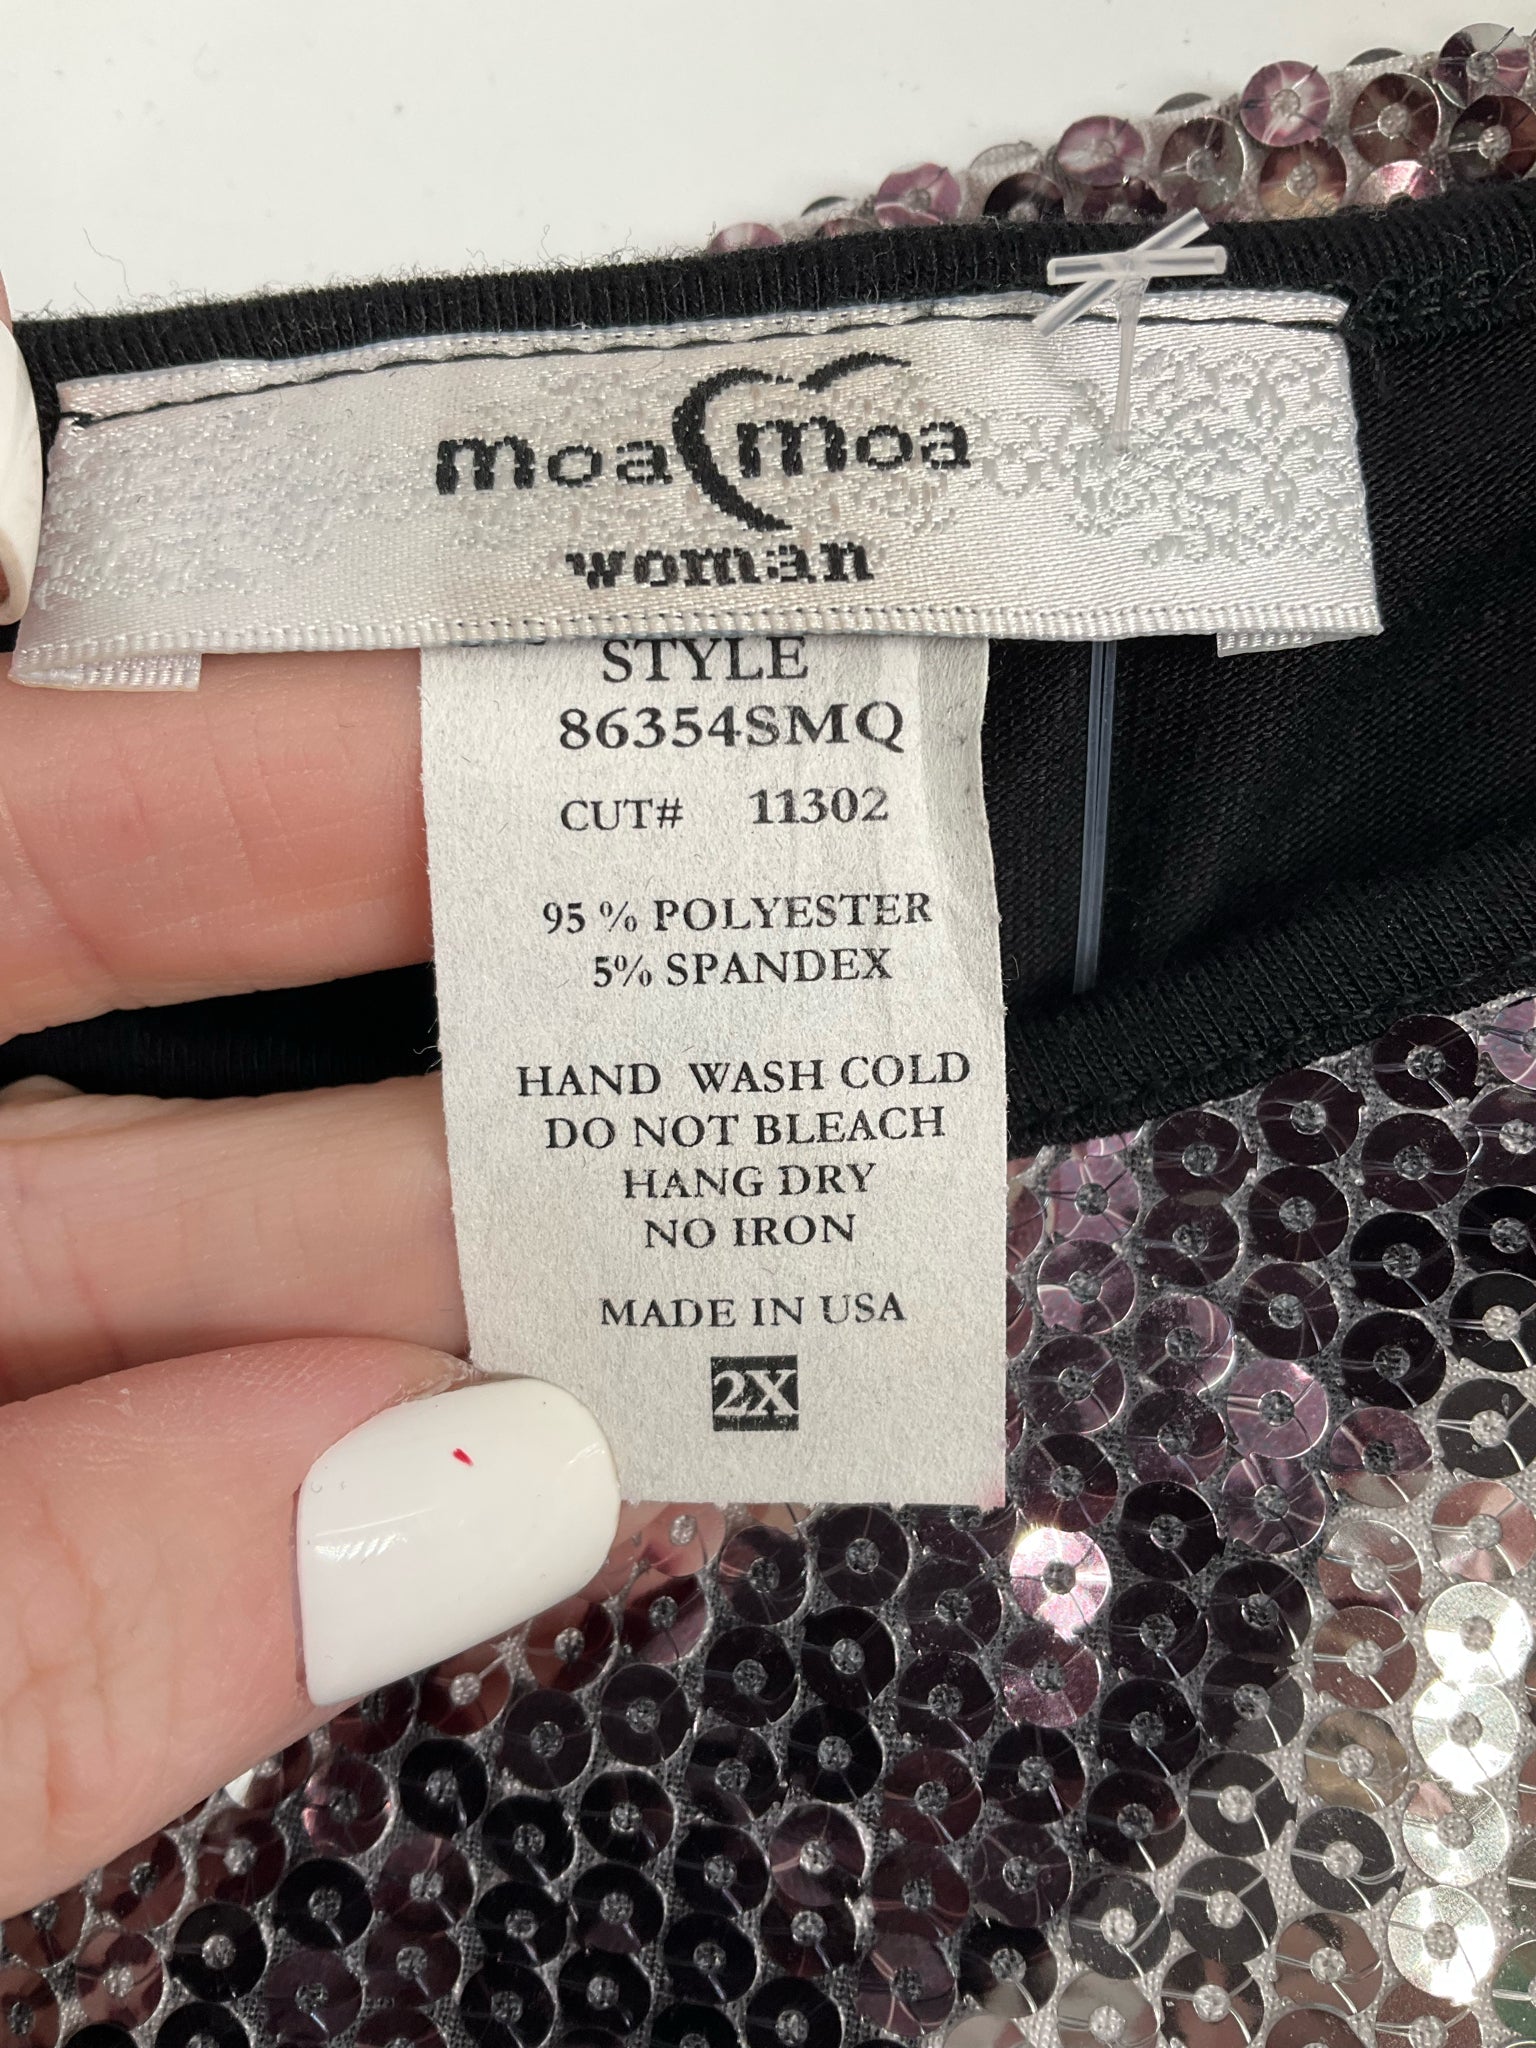 moa moa
woman
STYLE
86354SMQ
CUT# 11302
95 % POLYESTER
5% SPANDEX
HAND WASH COLD
DO NOT BLEACH
HANG DRY
NO IRON
MADE IN USA
2X